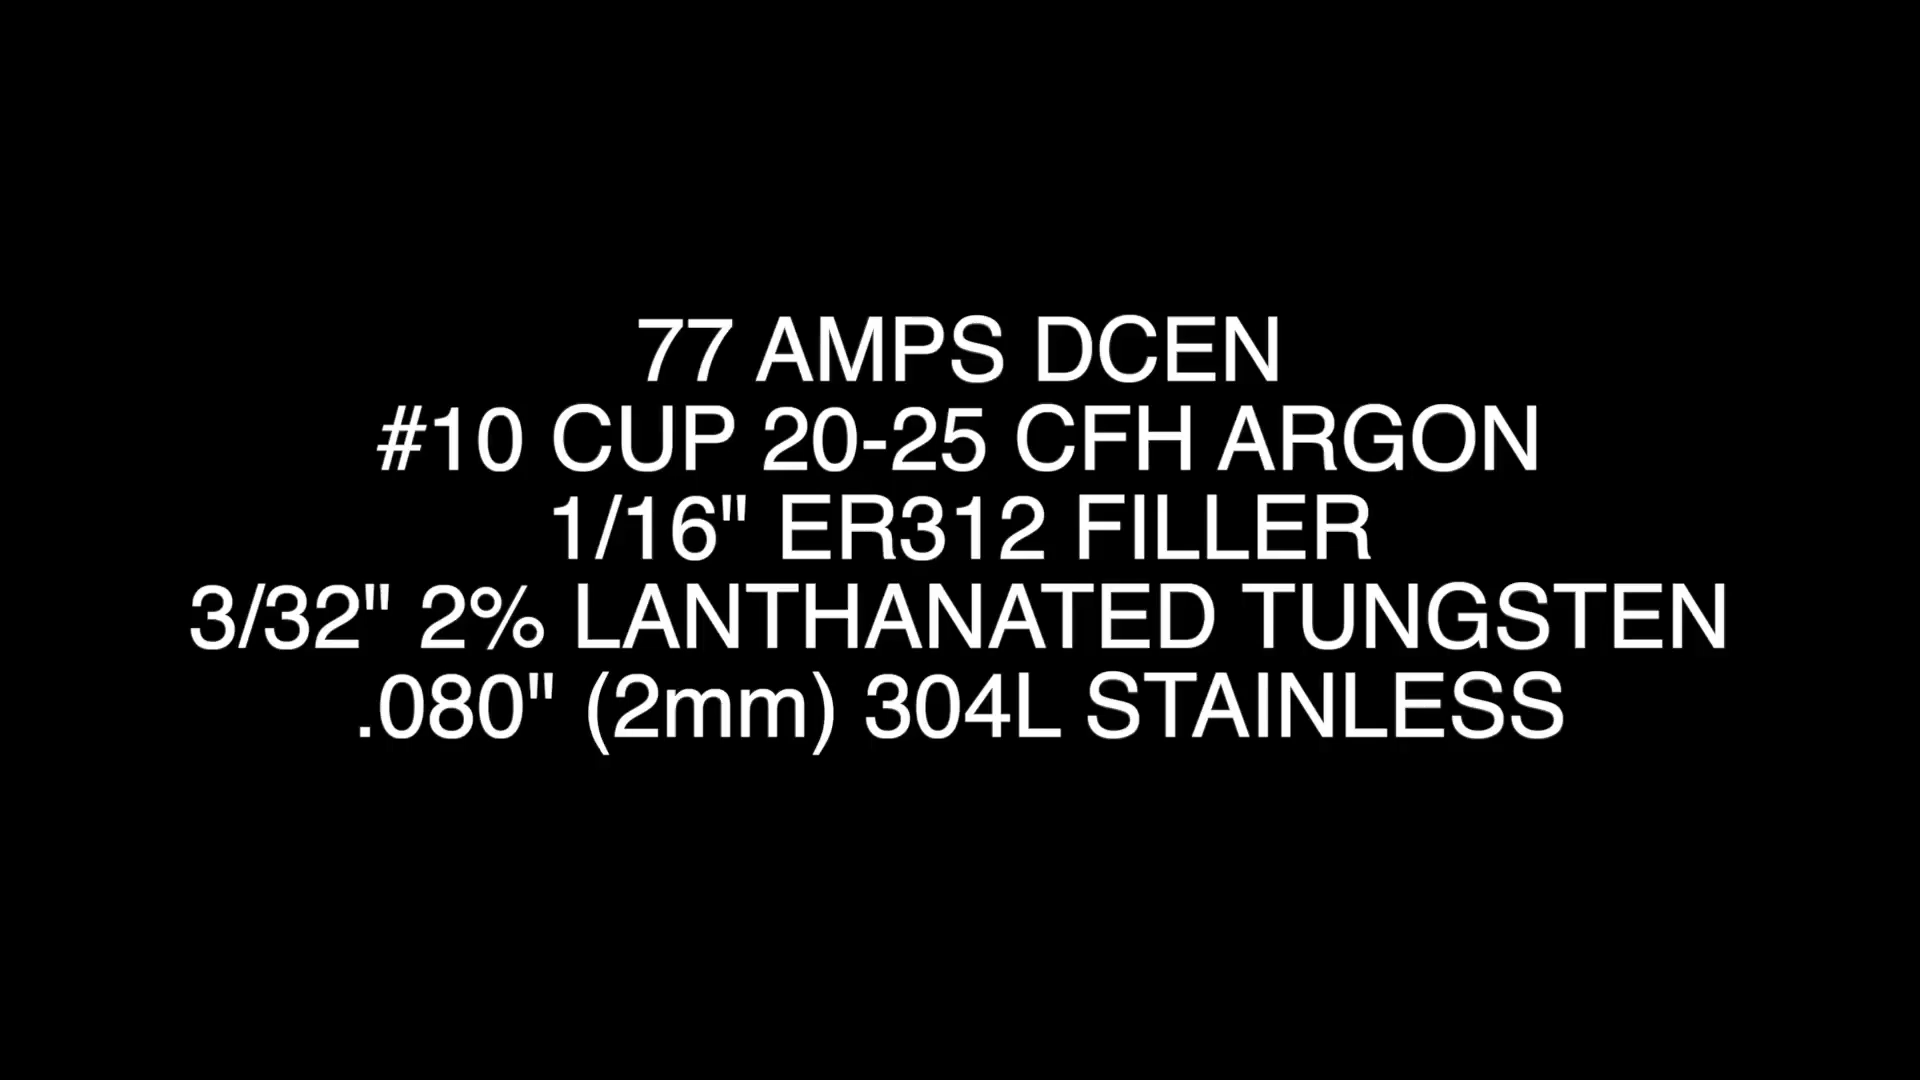 77 AMPS DCEN
#10 CUP 20-25 CFH ARGON
1/16" ER312 FILLER
3/32" 2% LANTHANATED TUNGSTEN
.080" (2mm) 304L STAINLESS